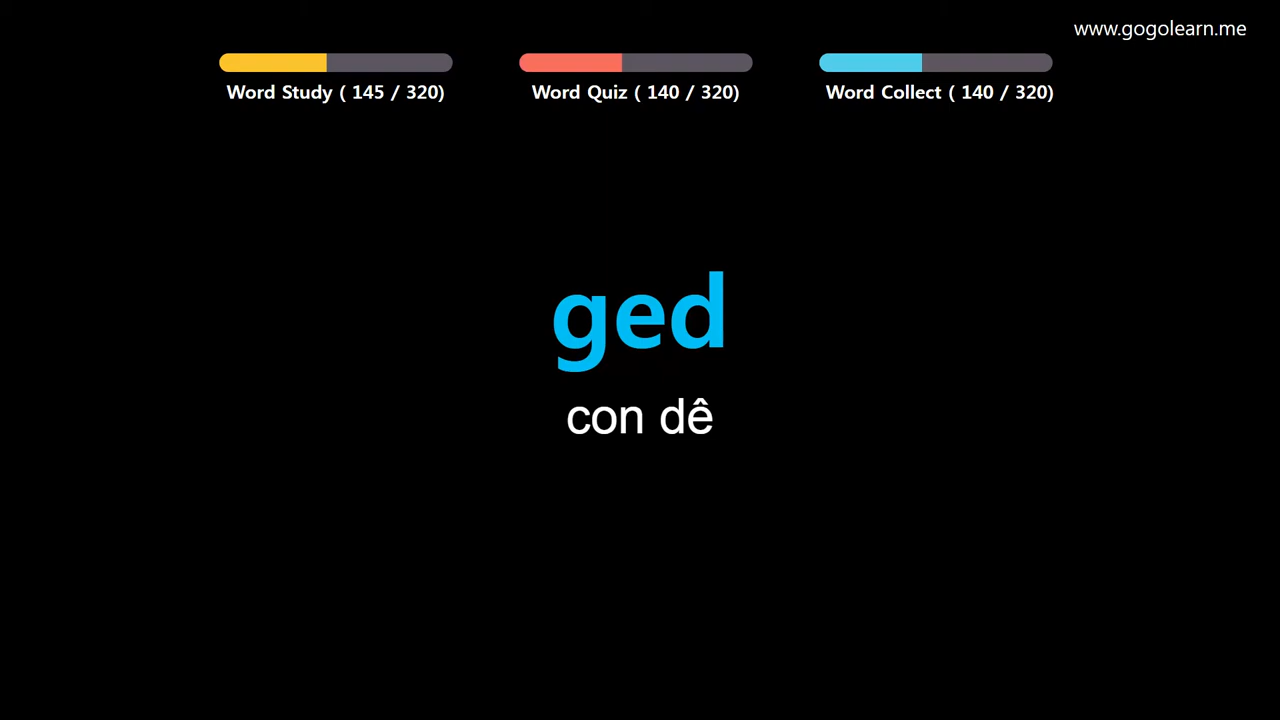 www.gogolearn.me
Word Study ( 145 / 320)
Word Quiz ( 140 / 320)
Word Collect ( 140 / 320)
ged
con dê